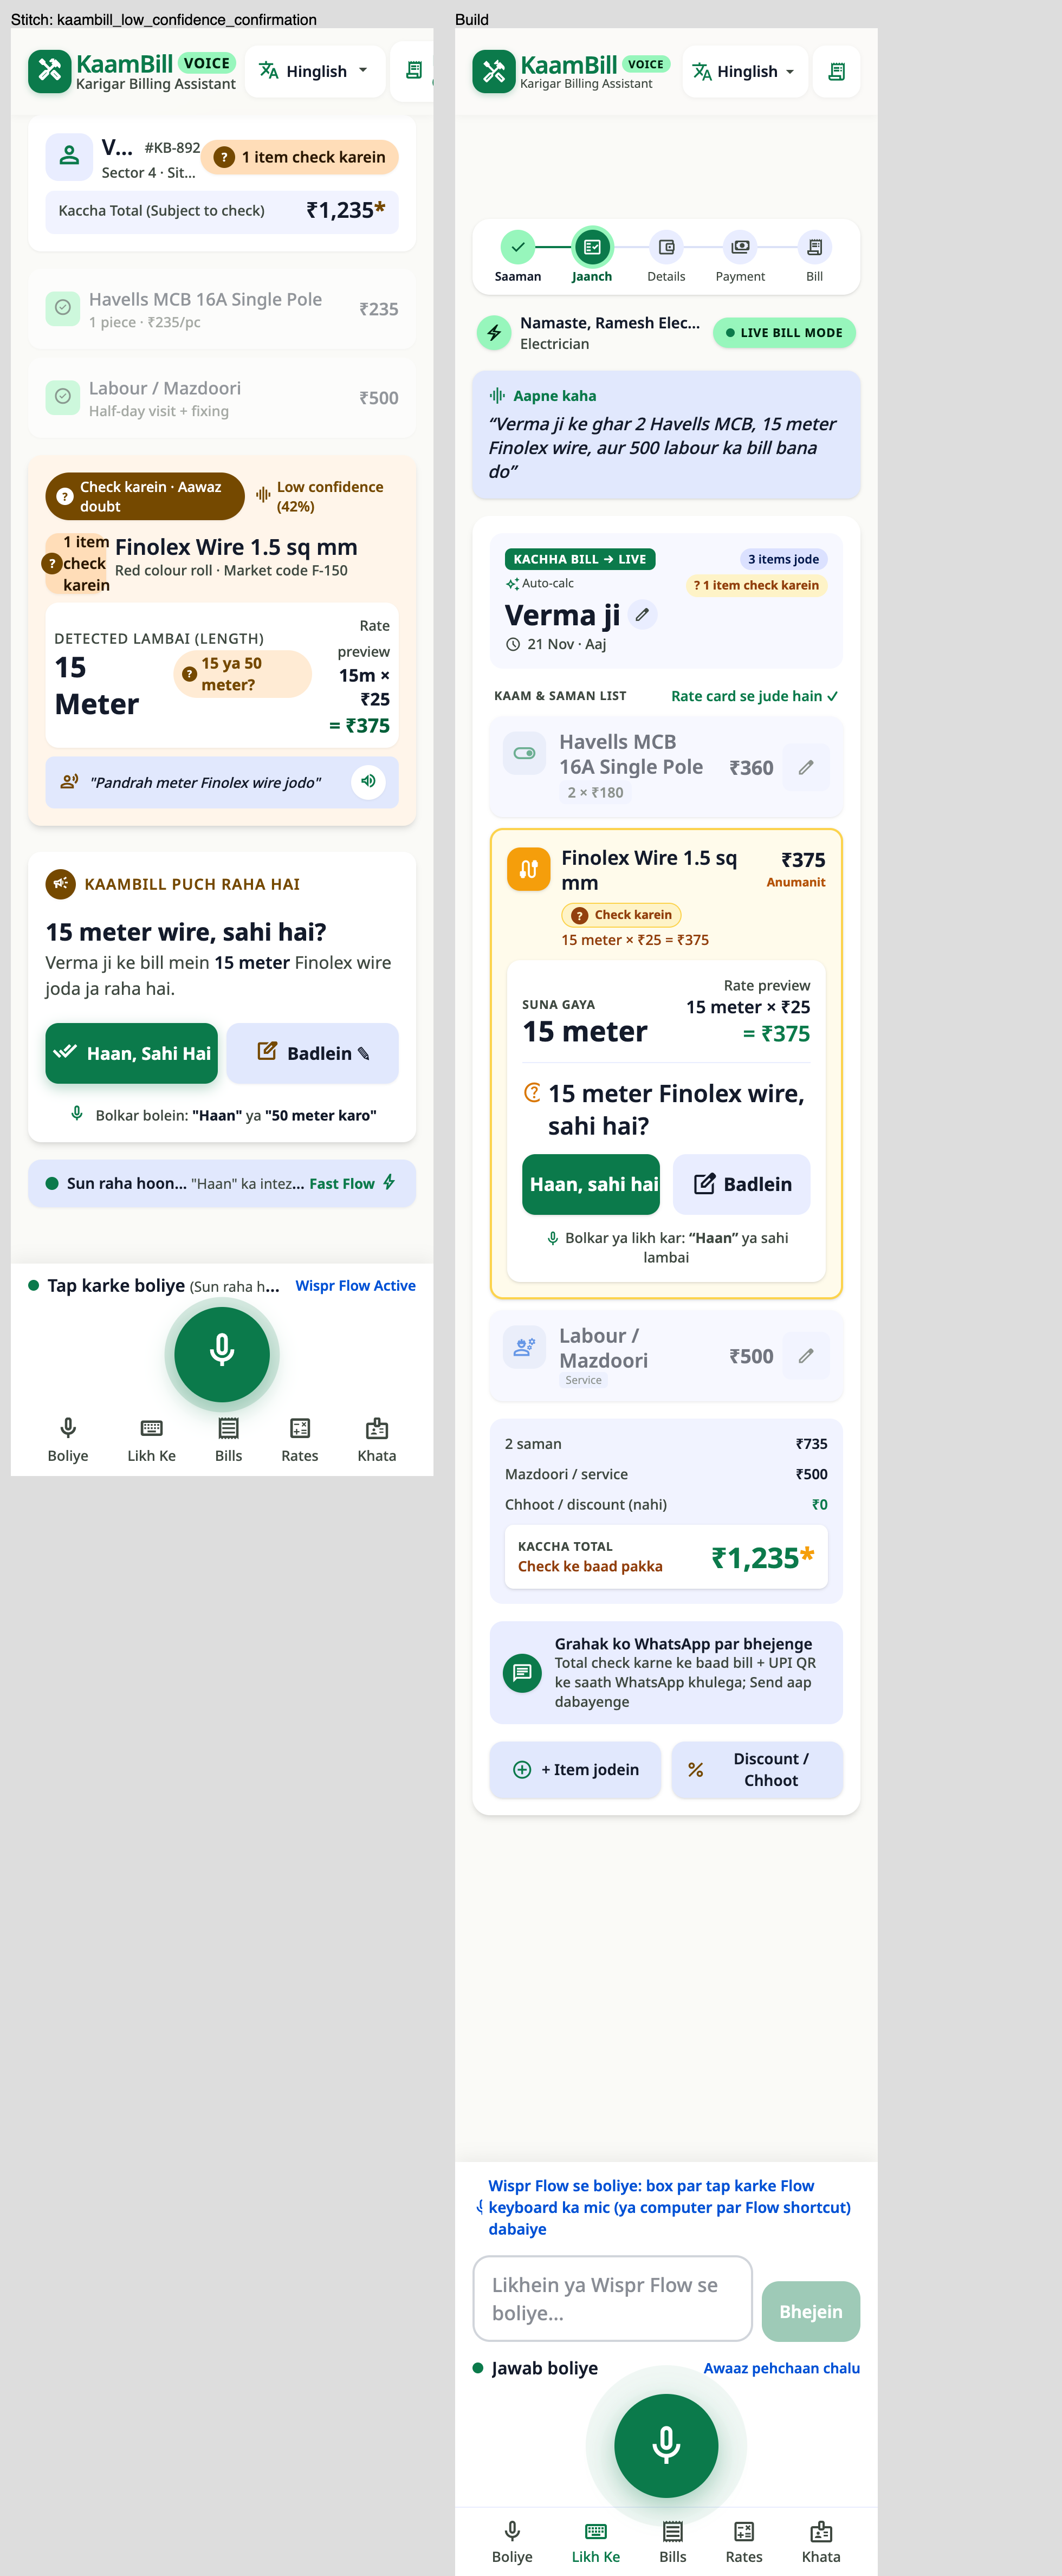 Stitch: kaambill_low_confidence_confirmation
KaamBill VOICE
Karigar Billing Assistant
Hinglish
V... #KB-892
Sector 4 · Sit...
? 1 item check karein
Kaccha Total (Subject to check) ₹1,235*
Havells MCB 16A Single Pole
1 piece · ₹235/pc
₹235
Labour / Mazdoori
Half-day visit + fixing
₹500
? Check karein · Aawaz
doubt
Low confidence
(42%)
? 1 item
check
karein
Finolex Wire 1.5 sq mm
Red colour roll · Market code F-150
DETECTED LAMBAI (LENGTH)
15
Meter
? 15 ya 50
meter?
Rate
preview
15m ×
₹25
= ₹375
"Pandrah meter Finolex wire jodo"
KAAMBILL PUCH RAHA HAI
15 meter wire, sahi hai?
Verma ji ke bill mein 15 meter Finolex wire
joda ja raha hai.
Haan, Sahi Hai
Badlein ✎
Bolkar bolein: "Haan" ya "50 meter karo"
Sun raha hoon... "Haan" ka intez... Fast Flow
Tap karke boliye (Sun raha h... Wispr Flow Active
Boliye Likh Ke Bills Rates Khata
Build
KaamBill VOICE
Karigar Billing Assistant
Hinglish
Saaman Jaanch Details Payment Bill
Namaste, Ramesh Elec...
Electrician
LIVE BILL MODE
Aapne kaha
“Verma ji ke ghar 2 Havells MCB, 15 meter
Finolex wire, aur 500 labour ka bill bana
do”
KACHHA BILL → LIVE
3 items jode
Auto-calc
? 1 item check karein
Verma ji
21 Nov · Aaj
KAAM & SAMAN LIST
Rate card se jude hain ✓
Havells MCB
16A Single Pole
2 × ₹180
₹360
Finolex Wire 1.5 sq
mm
₹375
Anumanit
? Check karein
15 meter × ₹25 = ₹375
SUNA GAYA
15 meter
Rate preview
15 meter × ₹25
= ₹375
? 15 meter Finolex wire,
sahi hai?
Haan, sahi hai
Badlein
Bolkar ya likh kar: “Haan” ya sahi
lambai
Labour /
Mazdoori
Service
₹500
2 saman ₹735
Mazdoori / service ₹500
Chhoot / discount (nahi) ₹0
KACCHA TOTAL
Check ke baad pakka
₹1,235*
Grahak ko WhatsApp par bhejenge
Total check karne ke baad bill + UPI QR
ke saath WhatsApp khulega; Send aap
dabayenge
+ Item jodein
Discount /
Chhoot
Wispr Flow se boliye: box par tap karke Flow
keyboard ka mic (ya computer par Flow shortcut)
dabaiye
Likhein ya Wispr Flow se
boliye...
Bhejein
Jawab boliye
Awaaz pehchaan chalu
Boliye Likh Ke Bills Rates Khata